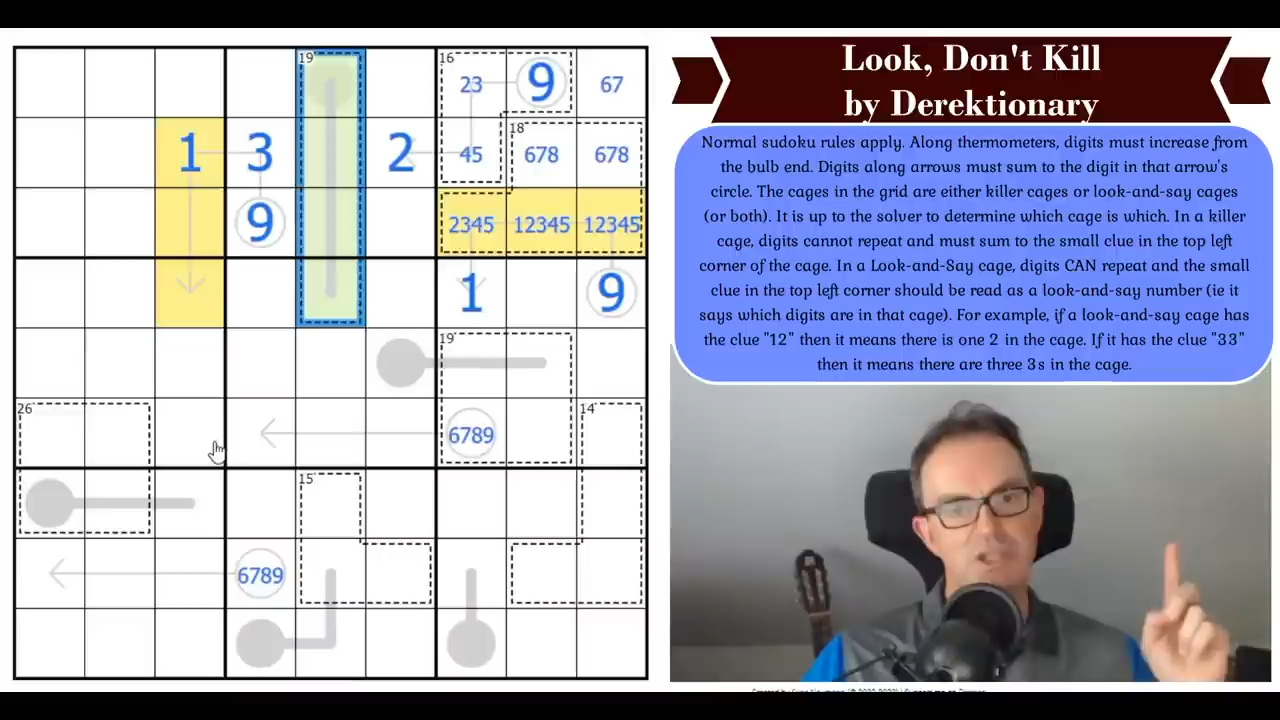 Look, Don't Kill
by Derektionary
Normal sudoku rules apply. Along thermometers, digits must increase from
the bulb end. Digits along arrows must sum to the digit in that arrow's
circle. The cages in the grid are either killer cages or look-and-say cages
(or both). It is up to the solver to determine which cage is which. In a killer
cage, digits cannot repeat and must sum to the small clue in the top left
corner of the cage. In a Look-and-Say cage, digits CAN repeat and the small
clue in the top left corner should be read as a look-and-say number (ie it
says which digits are in that cage). For example, if a look-and-say cage has
the clue "12" then it means there is one 2 in the cage. If it has the clue "33"
then it means there are three 3s in the cage.
19 16
23 9 67
18
1 3 2 45 678 678
9 2345 12345 12345
1 9
19
26 14
6789
15
6789